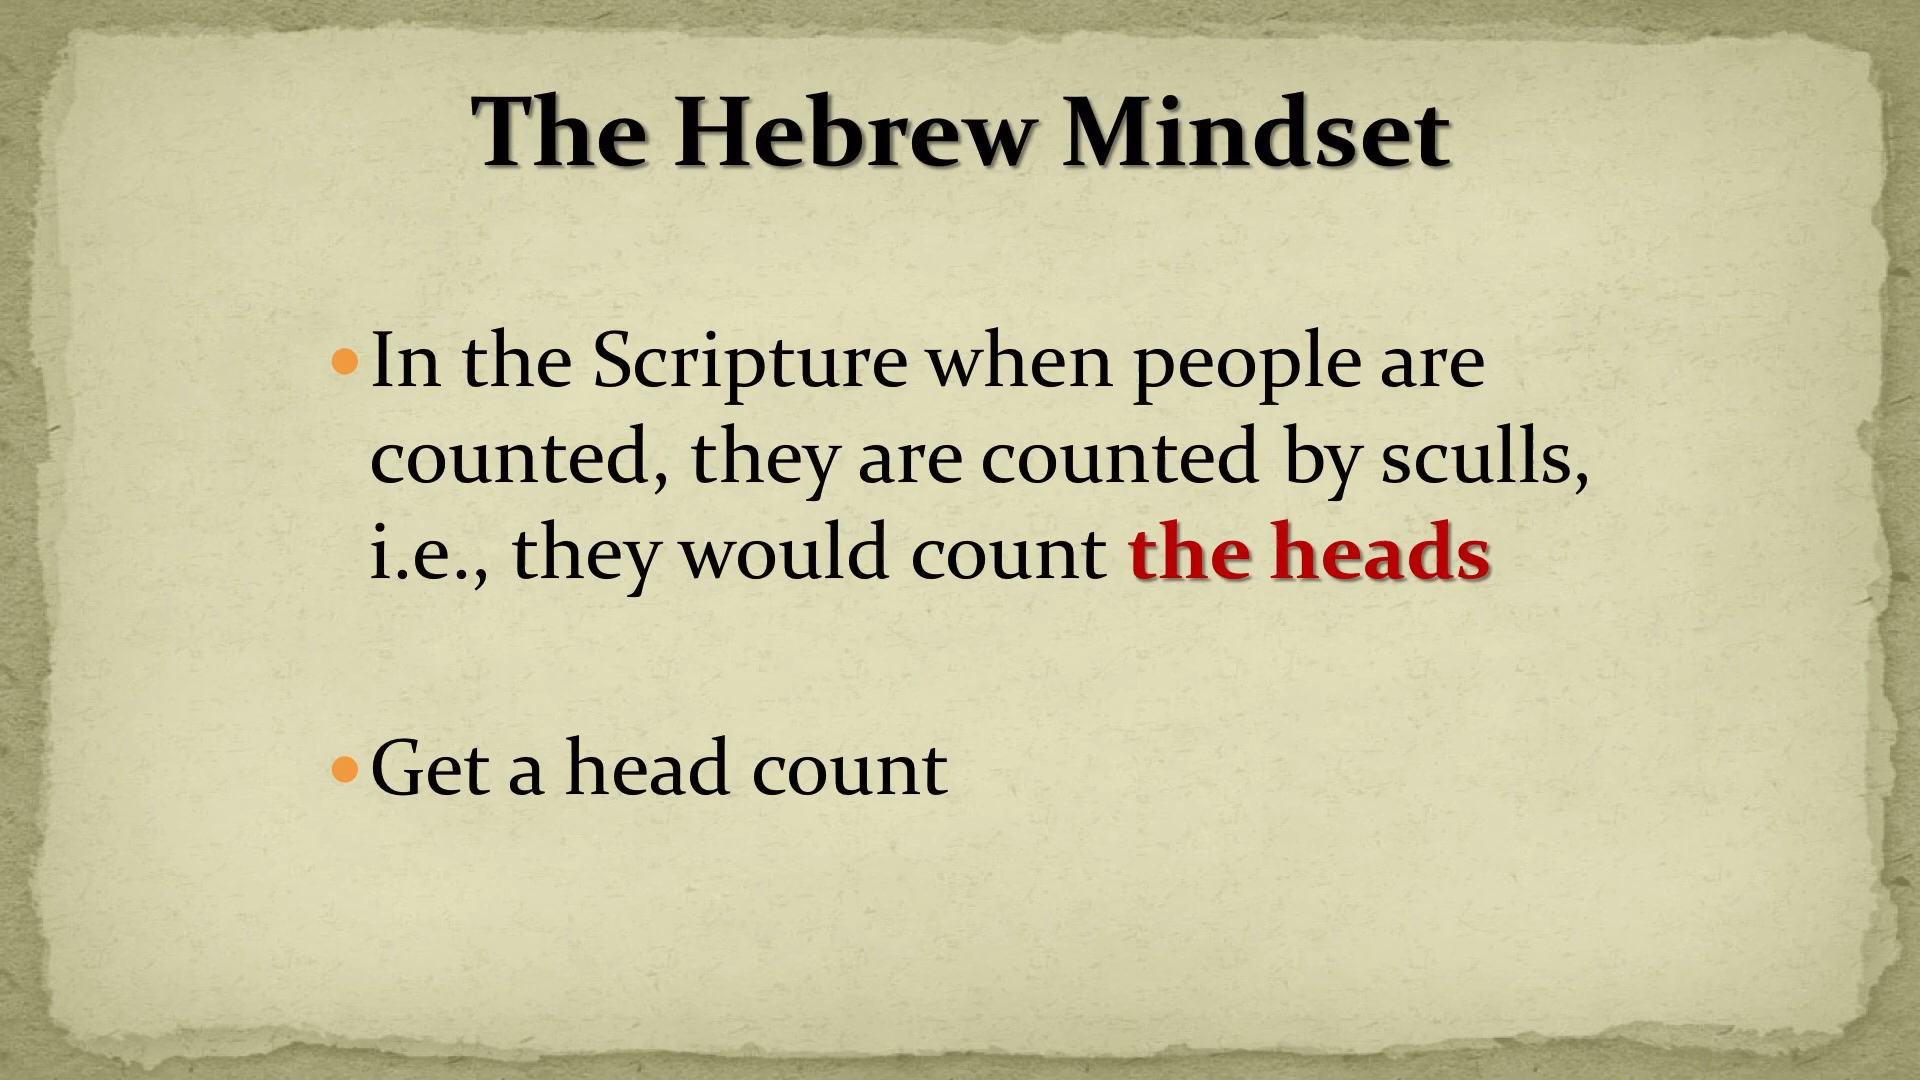 The Hebrew Mindset
• In the Scripture when people are
counted, they are counted by sculls,
i.e., they would count the heads
• Get a head count